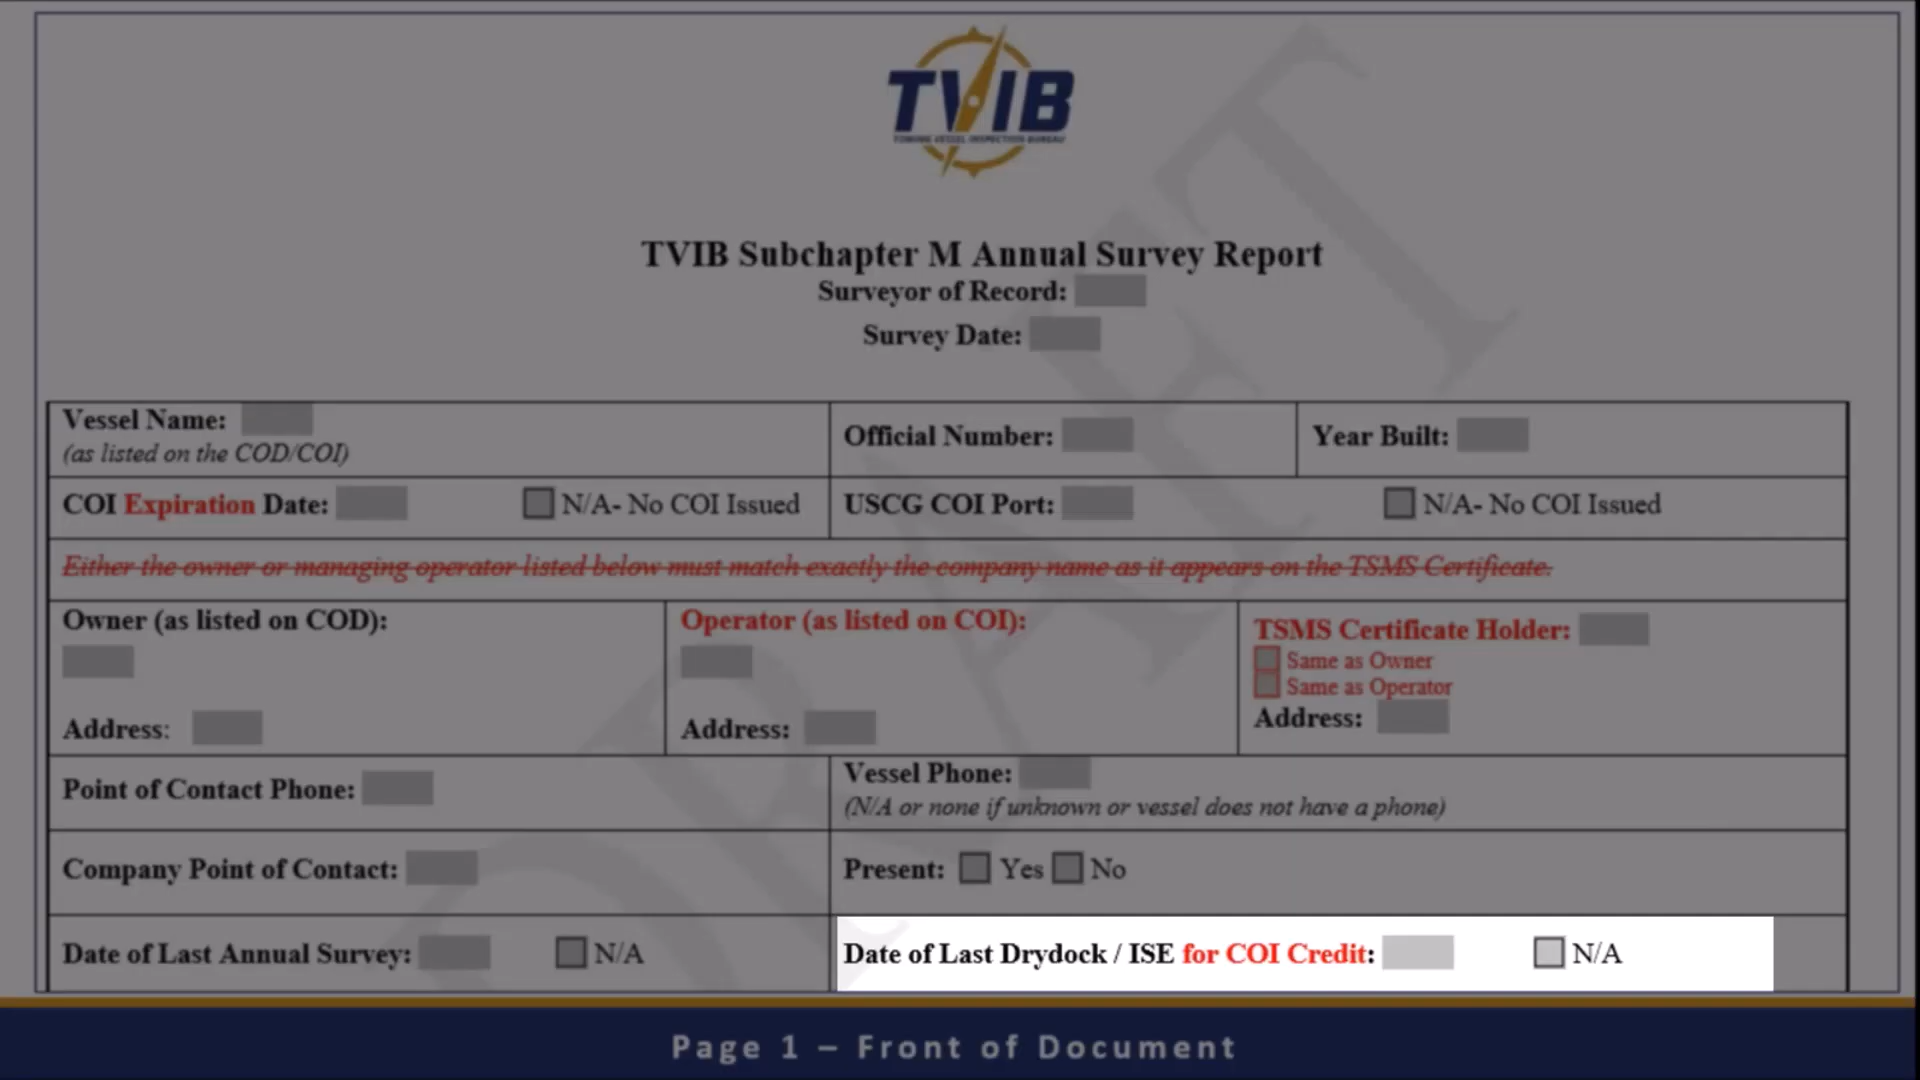 TVIB
TOWING VESSEL INSPECTION BUREAU
TVIB Subchapter M Annual Survey Report
Surveyor of Record:
Survey Date:
Vessel Name:
(as listed on the COD/COI)
Official Number:
Year Built:
COI Expiration Date: N/A- No COI Issued
USCG COI Port: N/A- No COI Issued
Either the owner or managing operator listed below must match exactly the company name as it appears on the TSMS Certificate.
Owner (as listed on COD):
Address:
Operator (as listed on COI):
Address:
TSMS Certificate Holder:
Same as Owner
Same as Operator
Address:
Point of Contact Phone:
Vessel Phone:
(N/A or none if unknown or vessel does not have a phone)
Company Point of Contact:
Present: Yes No
Date of Last Annual Survey: N/A
Date of Last Drydock / ISE for COI Credit: N/A
DRAFT
Page 1 – Front of Document